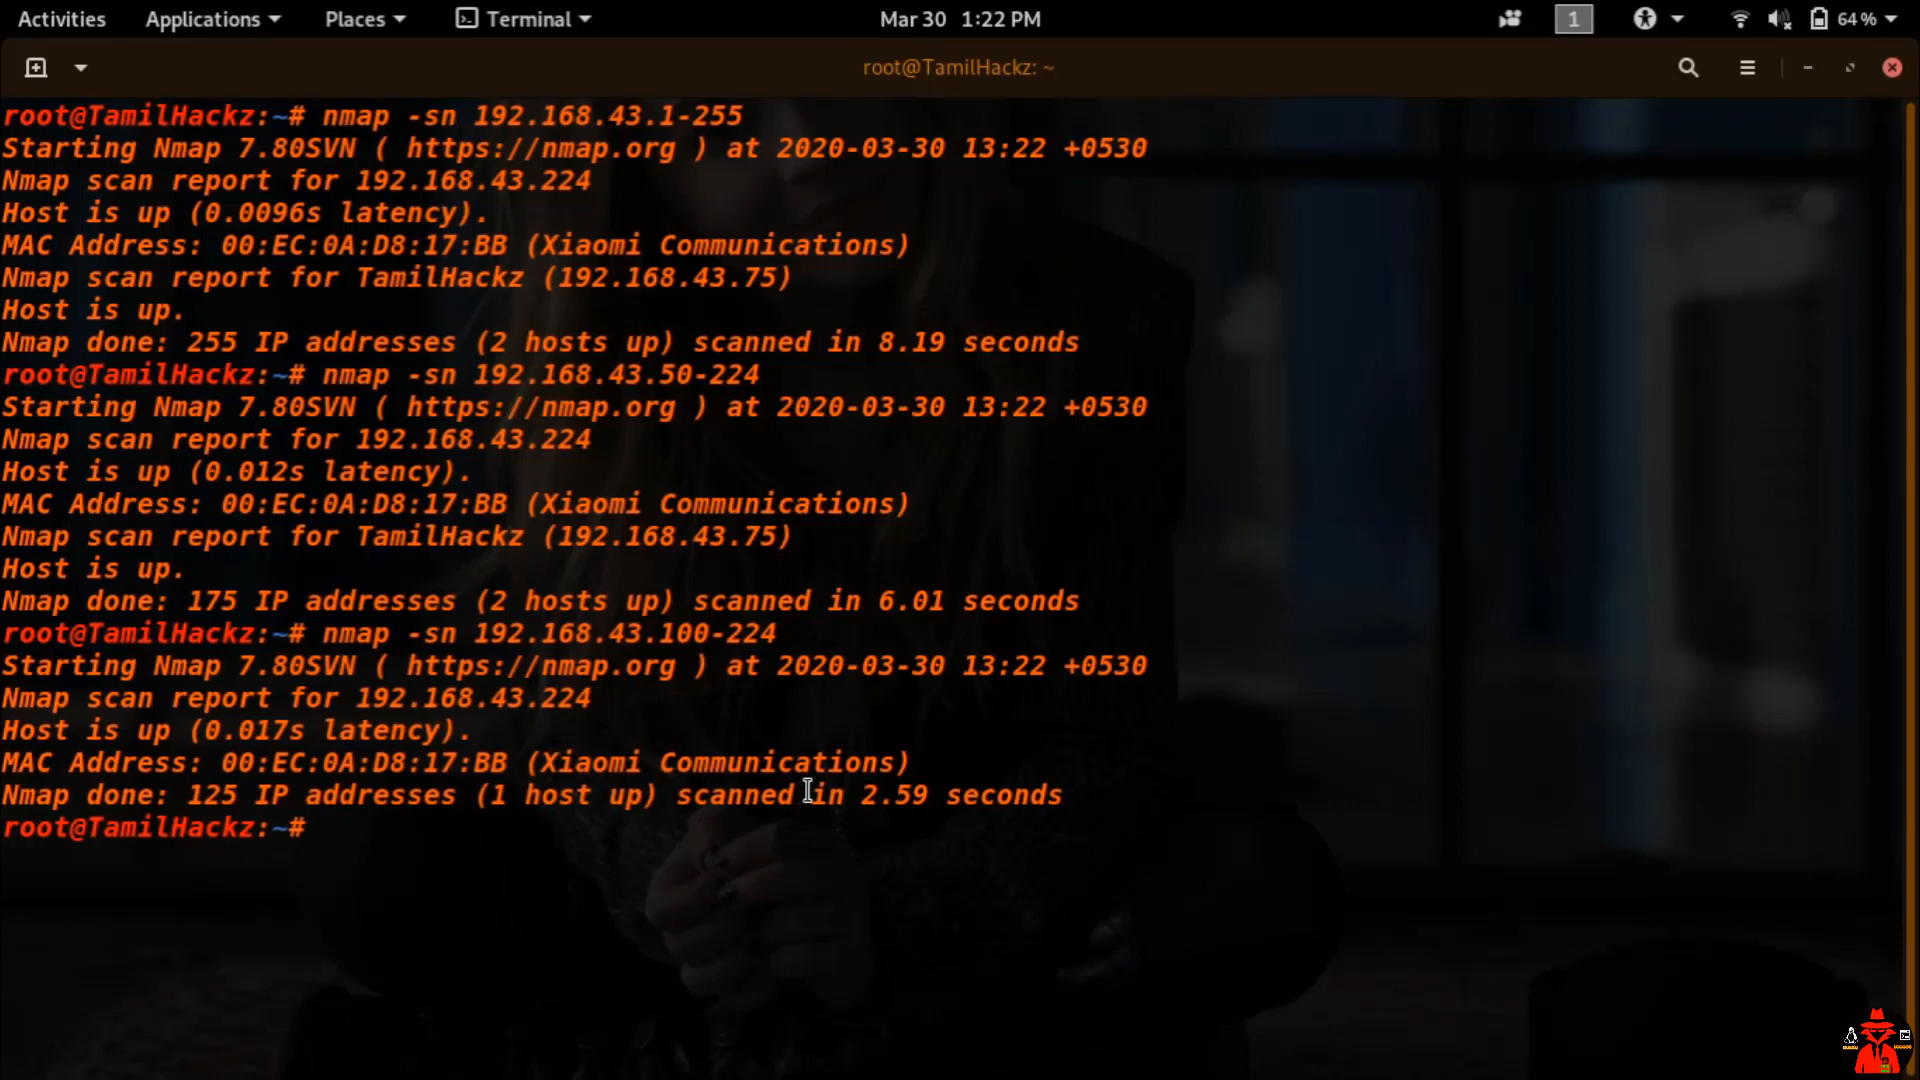 Activities Applications Places Terminal Mar 30 1:22 PM 1 64 %
root@TamilHackz: ~
root@TamilHackz:~# nmap -sn 192.168.43.1-255
Starting Nmap 7.80SVN ( https://nmap.org ) at 2020-03-30 13:22 +0530
Nmap scan report for 192.168.43.224
Host is up (0.0096s latency).
MAC Address: 00:EC:0A:D8:17:BB (Xiaomi Communications)
Nmap scan report for TamilHackz (192.168.43.75)
Host is up.
Nmap done: 255 IP addresses (2 hosts up) scanned in 8.19 seconds
root@TamilHackz:~# nmap -sn 192.168.43.50-224
Starting Nmap 7.80SVN ( https://nmap.org ) at 2020-03-30 13:22 +0530
Nmap scan report for 192.168.43.224
Host is up (0.012s latency).
MAC Address: 00:EC:0A:D8:17:BB (Xiaomi Communications)
Nmap scan report for TamilHackz (192.168.43.75)
Host is up.
Nmap done: 175 IP addresses (2 hosts up) scanned in 6.01 seconds
root@TamilHackz:~# nmap -sn 192.168.43.100-224
Starting Nmap 7.80SVN ( https://nmap.org ) at 2020-03-30 13:22 +0530
Nmap scan report for 192.168.43.224
Host is up (0.017s latency).
MAC Address: 00:EC:0A:D8:17:BB (Xiaomi Communications)
Nmap done: 125 IP addresses (1 host up) scanned in 2.59 seconds
root@TamilHackz:~#